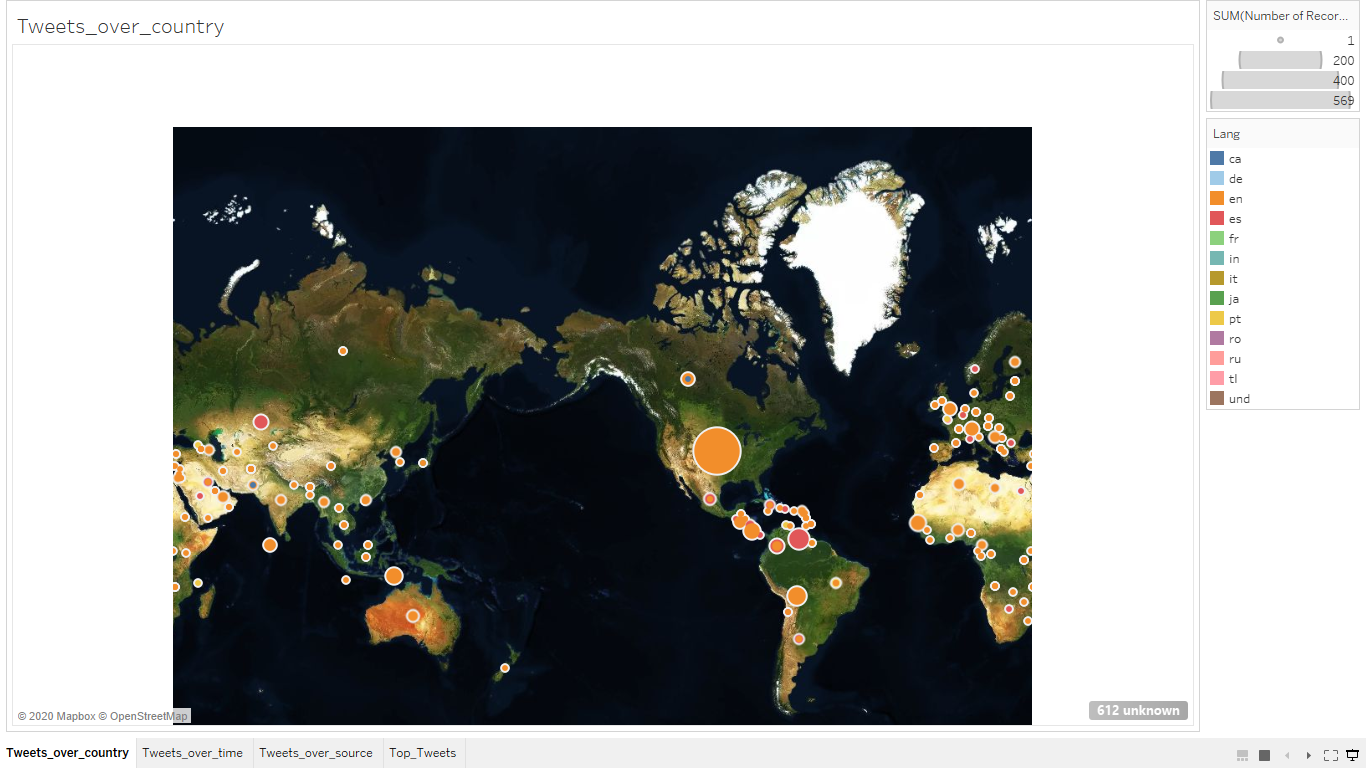 Tweets_over_country
SUM(Number of Recor...
1
200
400
569
Lang
ca
de
en
es
fr
in
it
ja
pt
ro
ru
tl
und
© 2020 Mapbox © OpenStreetMap
612 unknown
Tweets_over_country
Tweets_over_time
Tweets_over_source
Top_Tweets